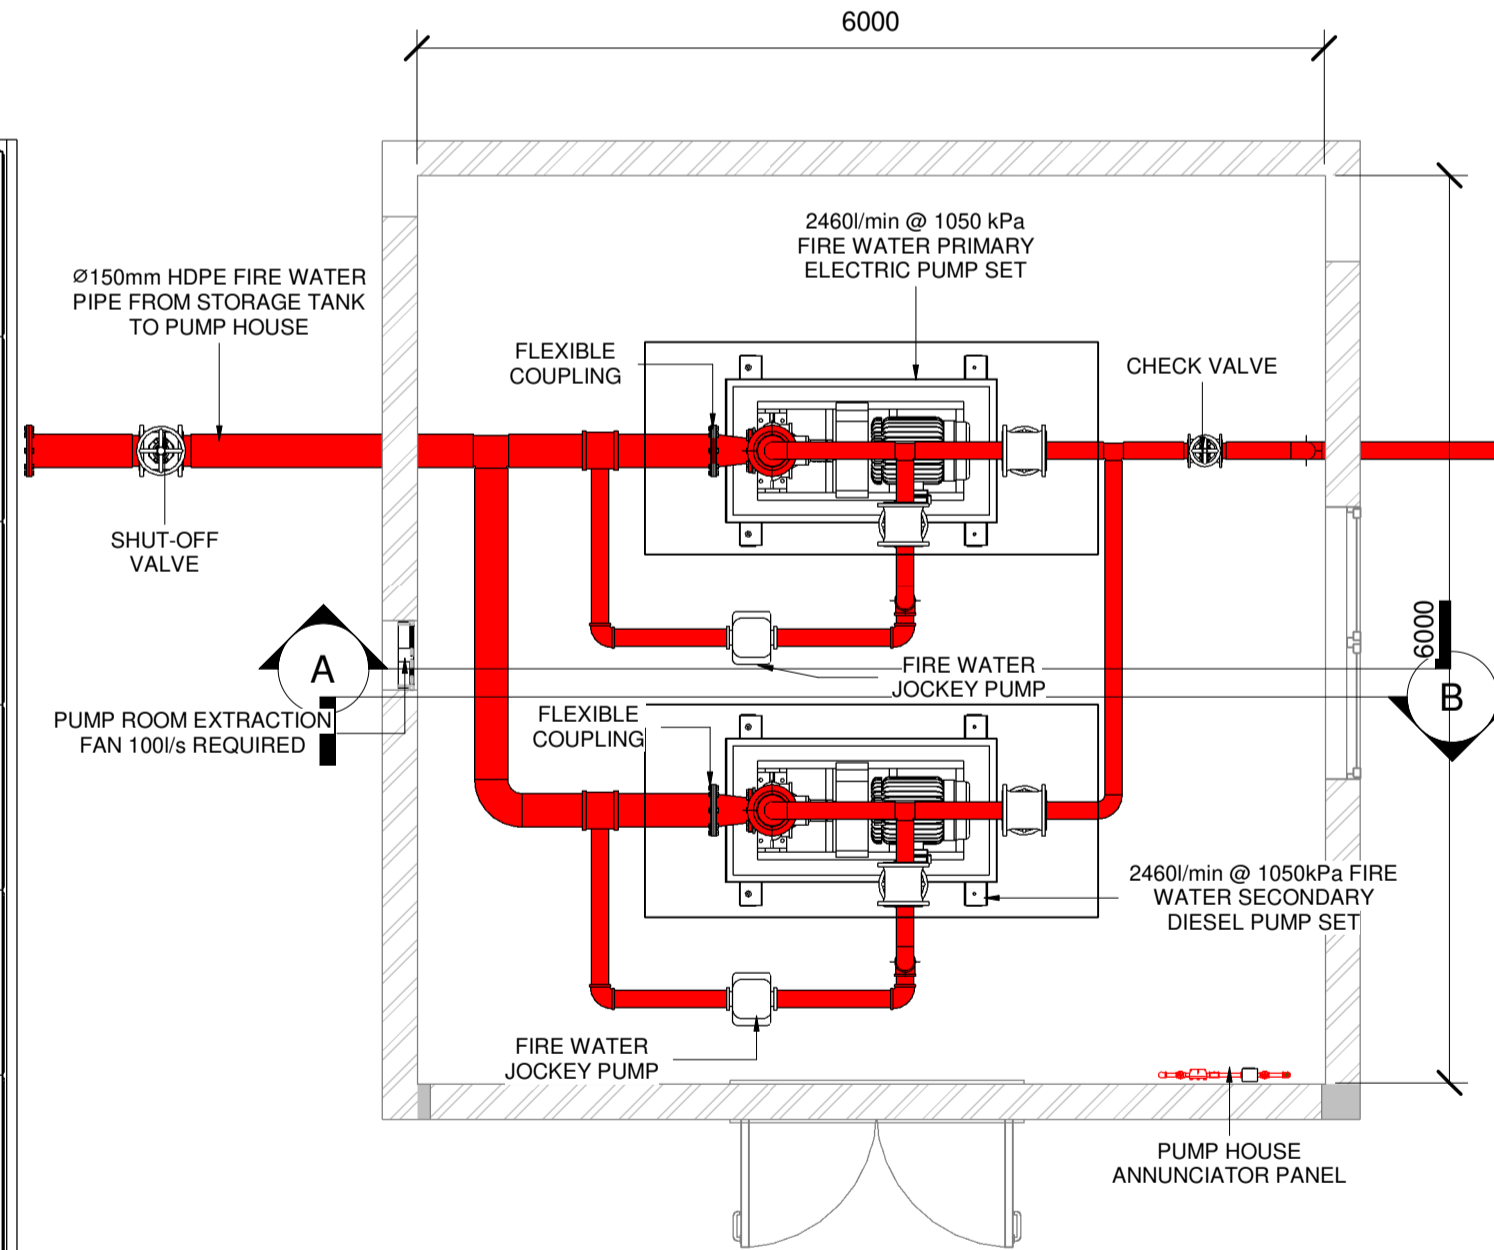 6000
2460l/min @ 1050 kPa
FIRE WATER PRIMARY
ELECTRIC PUMP SET
Ø150mm HDPE FIRE WATER
PIPE FROM STORAGE TANK
TO PUMP HOUSE
FLEXIBLE
COUPLING
CHECK VALVE
SHUT-OFF
VALVE
6000
A
FIRE WATER
JOCKEY PUMP
B
PUMP ROOM EXTRACTION
FAN 100l/s REQUIRED
FLEXIBLE
COUPLING
2460l/min @ 1050kPa FIRE
WATER SECONDARY
DIESEL PUMP SET
FIRE WATER
JOCKEY PUMP
PUMP HOUSE
ANNUNCIATOR PANEL